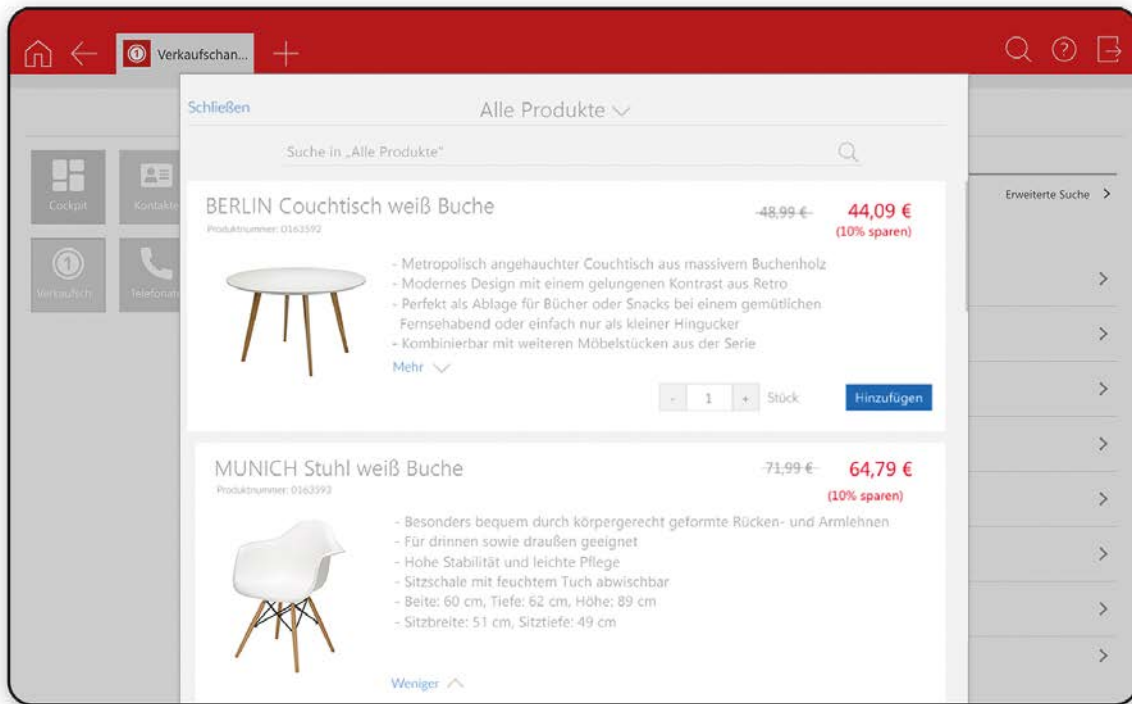 Verkaufschan...
Schließen
Alle Produkte
Suche in „Alle Produkte“
Cockpit
Kontakte
Erweiterte Suche
BERLIN Couchtisch weiß Buche
48,99 €
44,09 €
Produktnummer: 0163592
(10% sparen)
Verkaufsch
Telefonate
- Metropolisch angehauchter Couchtisch aus massivem Buchenholz
- Modernes Design mit einem gelungenen Kontrast aus Retro
- Perfekt als Ablage für Bücher oder Snacks bei einem gemütlichen
Fernsehabend oder einfach nur als kleiner Hingucker
- Kombinierbar mit weiteren Möbelstücken aus der Serie
Mehr
- 1 + Stück
Hinzufügen
MUNICH Stuhl weiß Buche
71,99 €
64,79 €
Produktnummer: 0163593
(10% sparen)
- Besonders bequem durch körpergerecht geformte Rücken- und Armlehnen
- Für drinnen sowie draußen geeignet
- Hohe Stabilität und leichte Pflege
- Sitzschale mit feuchtem Tuch abwischbar
- Beite: 60 cm, Tiefe: 62 cm, Höhe: 89 cm
- Sitzbreite: 51 cm, Sitztiefe: 49 cm
Weniger